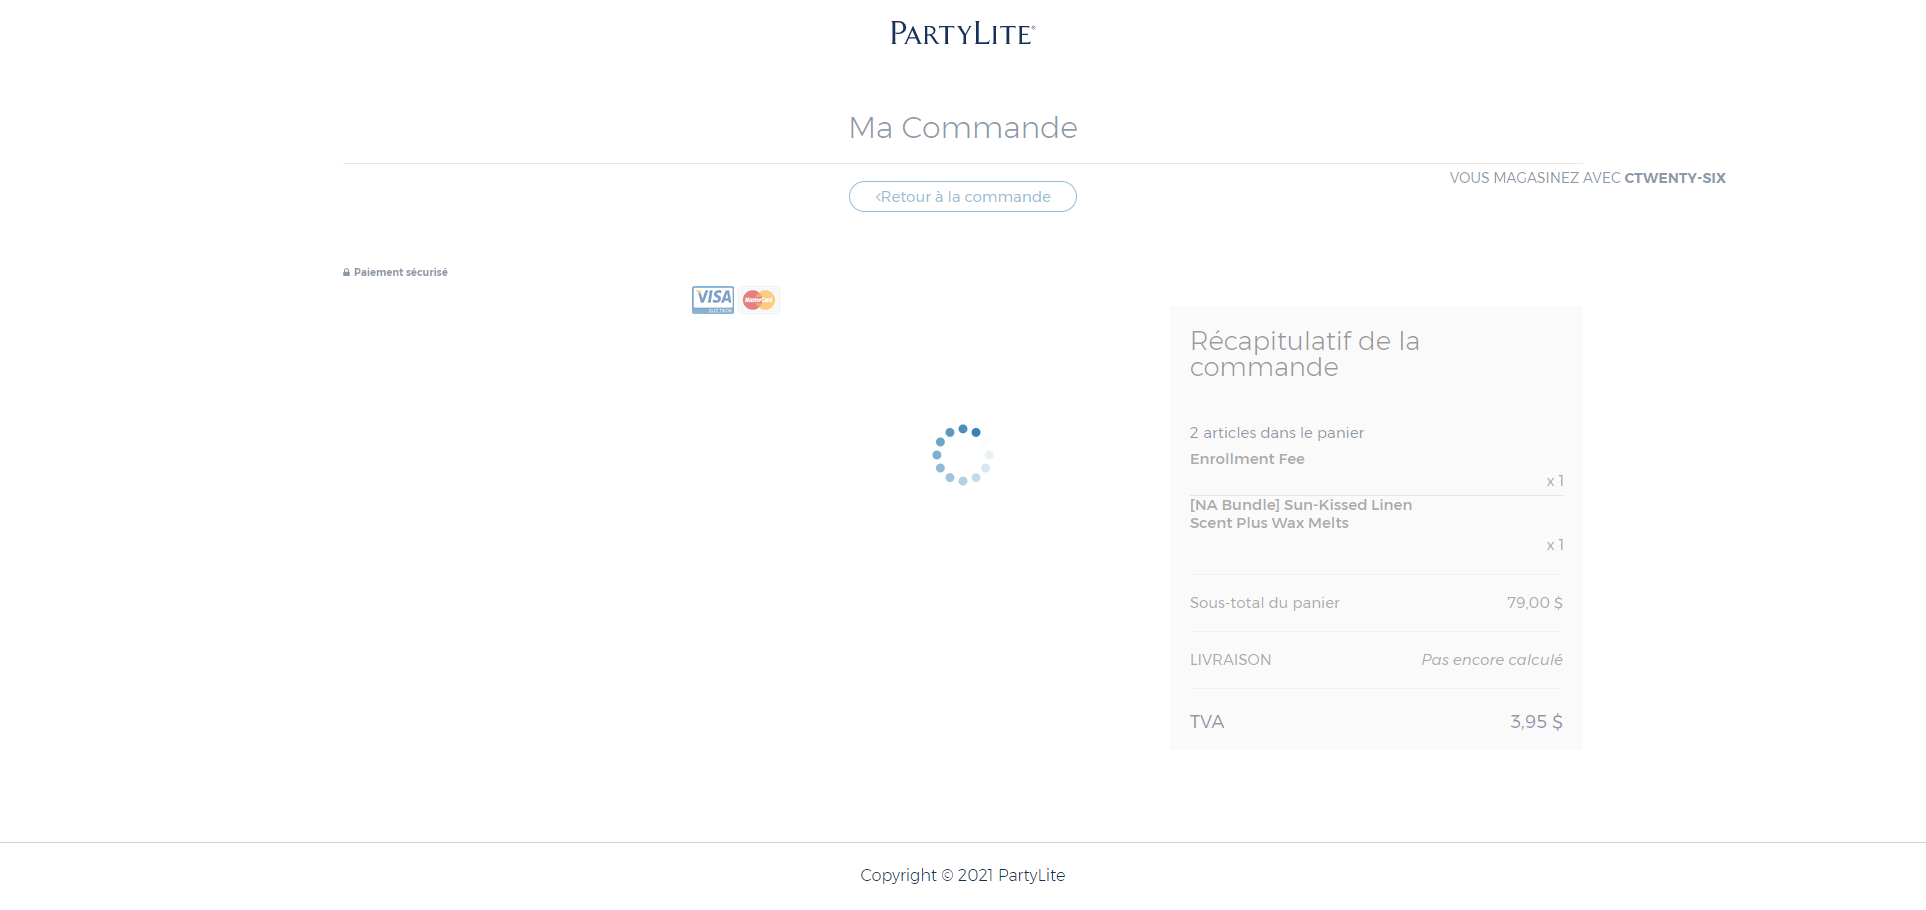 PARTYLITE®
Ma Commande
VOUS MAGASINEZ AVEC CTWENTY-SIX
‹Retour à la commande
Paiement sécurisé
VISA
ELECTRON
MasterCard
Récapitulatif de la
commande
2 articles dans le panier
Enrollment Fee
x 1
[NA Bundle] Sun-Kissed Linen
Scent Plus Wax Melts
x 1
Sous-total du panier 79,00 $
LIVRAISON Pas encore calculé
TVA 3,95 $
Copyright © 2021 PartyLite